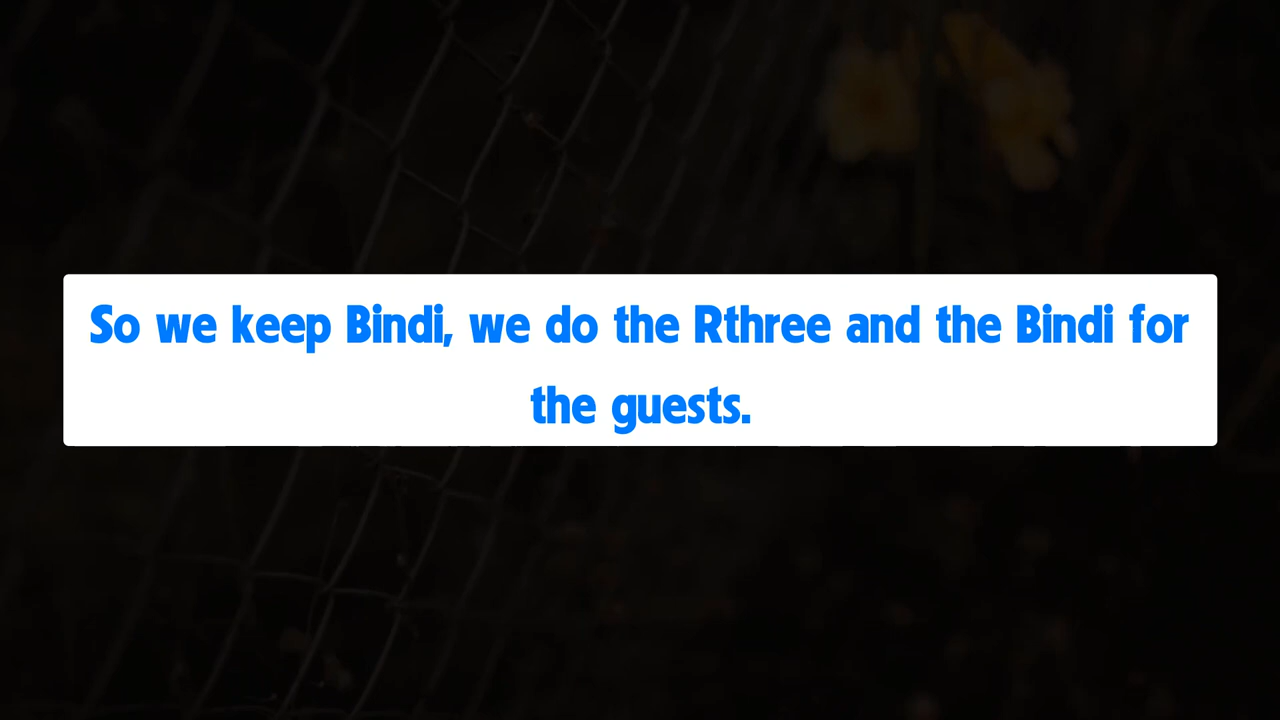 So we keep Bindi, we do the Rthree and the Bindi for
the guests.